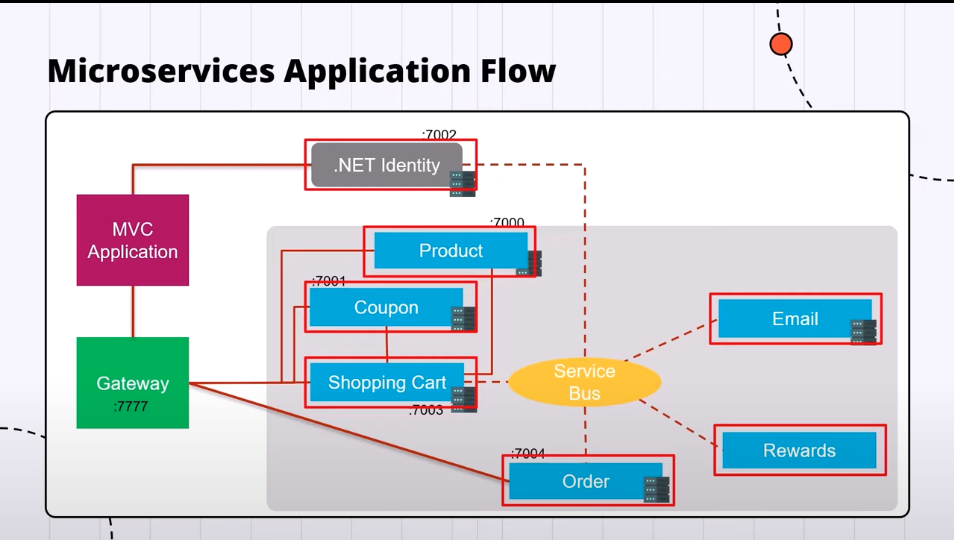 Microservices Application Flow
:7002
.NET Identity
MVC
Application
:7000
Product
:7001
Coupon
Email
Gateway
:7777
Shopping Cart
:7003
Service
Bus
Rewards
:7004
Order